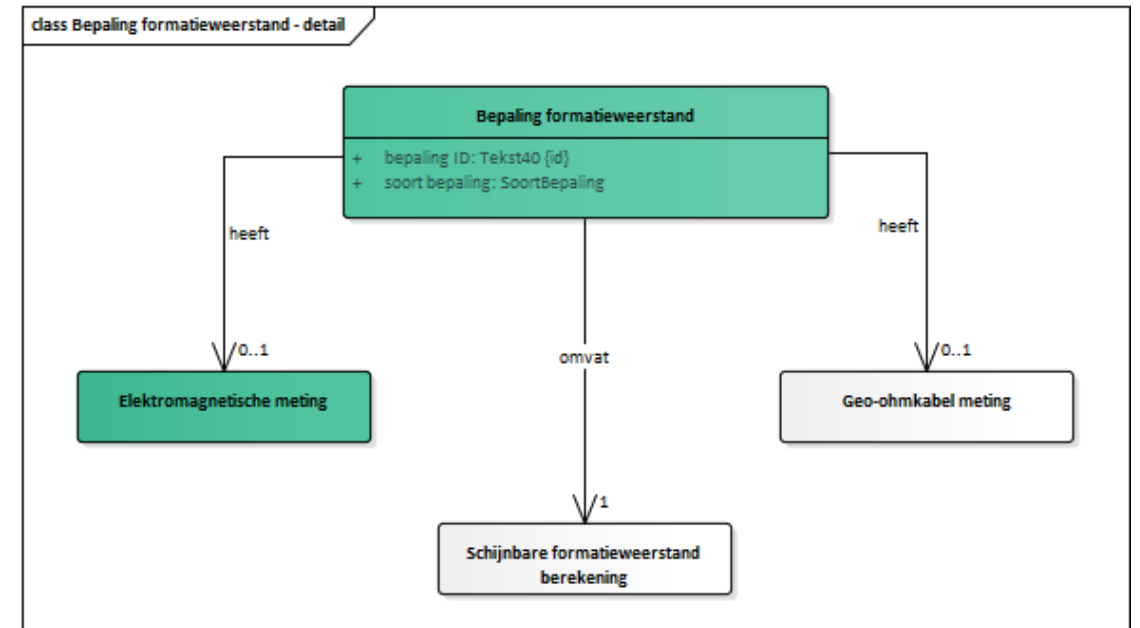 class Bepaling formatieweerstand - detail
Bepaling formatieweerstand
+ bepaling ID: Tekst40 {id}
+ soort bepaling: SoortBepaling
heeft
heeft
0..1
0..1
omvat
Elektromagnetische meting
Geo-ohmkabel meting
1
Schijnbare formatieweerstand
berekening